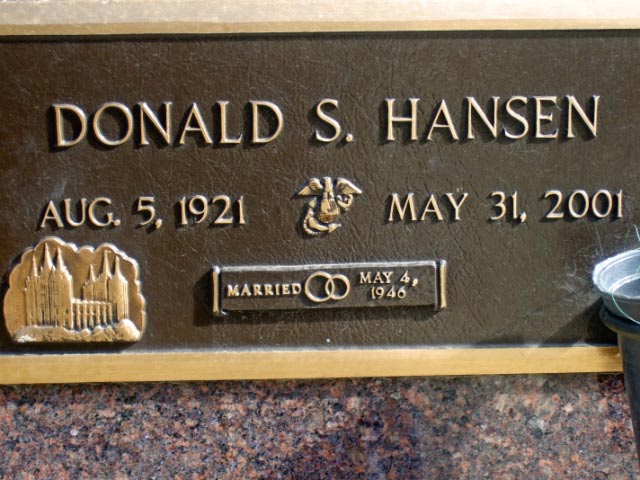 DONALD S. HANSEN
AUG. 5, 1921 MAY 31, 2001
MARRIED MAY 4,
1946